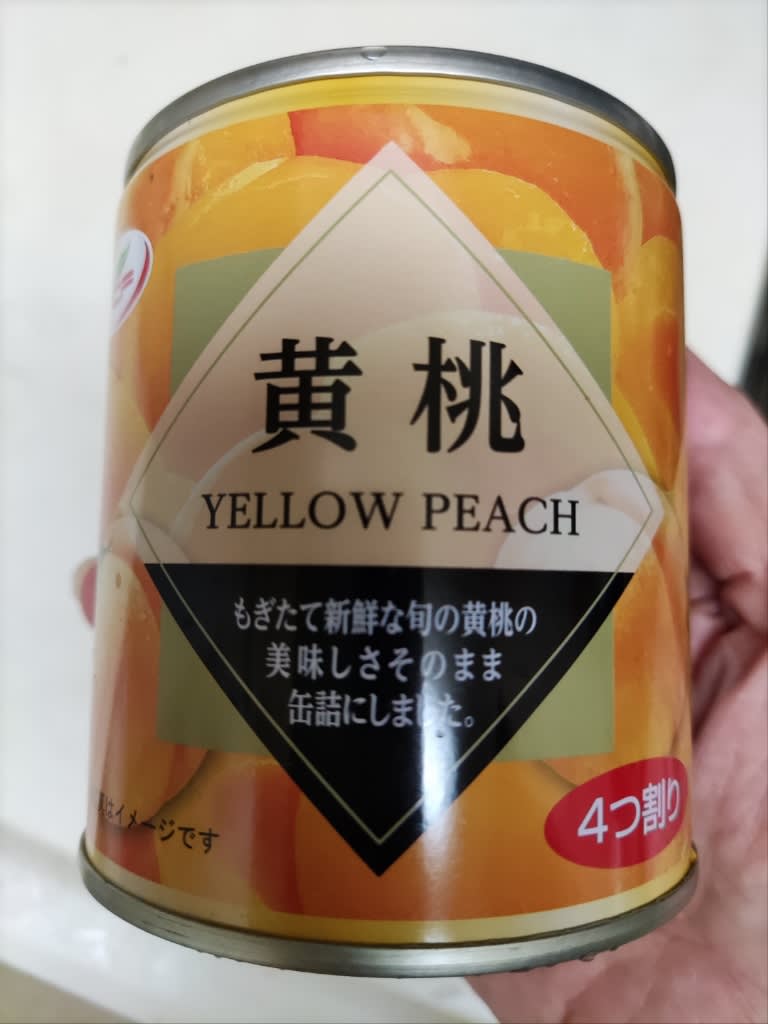 黄桃
YELLOW PEACH
もぎたて新鮮な旬の黄桃の
美味しさそのまま
缶詰にしました。
4つ割り
はイメージです